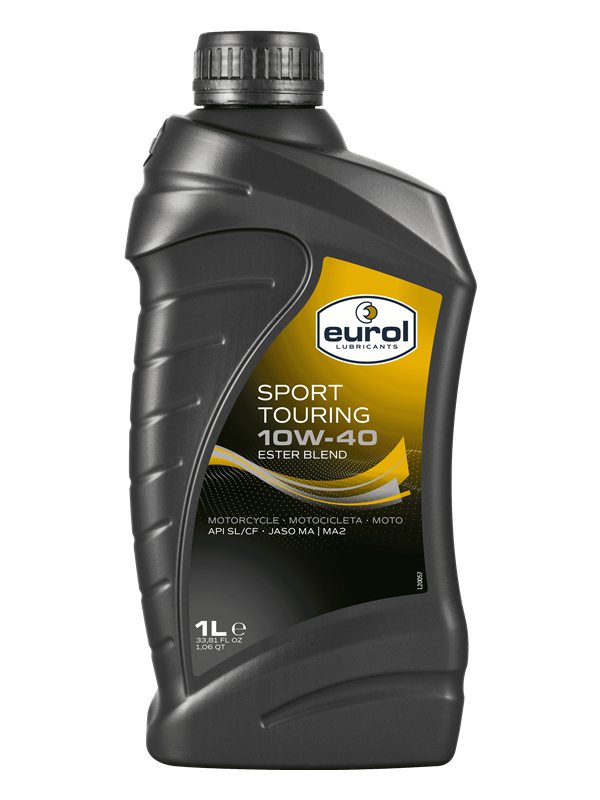 eurol
LUBRICANTS
SPORT
TOURING
10W-40
ESTER BLEND
MOTORCYCLE · MOTOCICLETA · MOTO
API SL/CF · JASO MA | MA2
L20057
1L e
33,81 FL OZ
1,06 QT